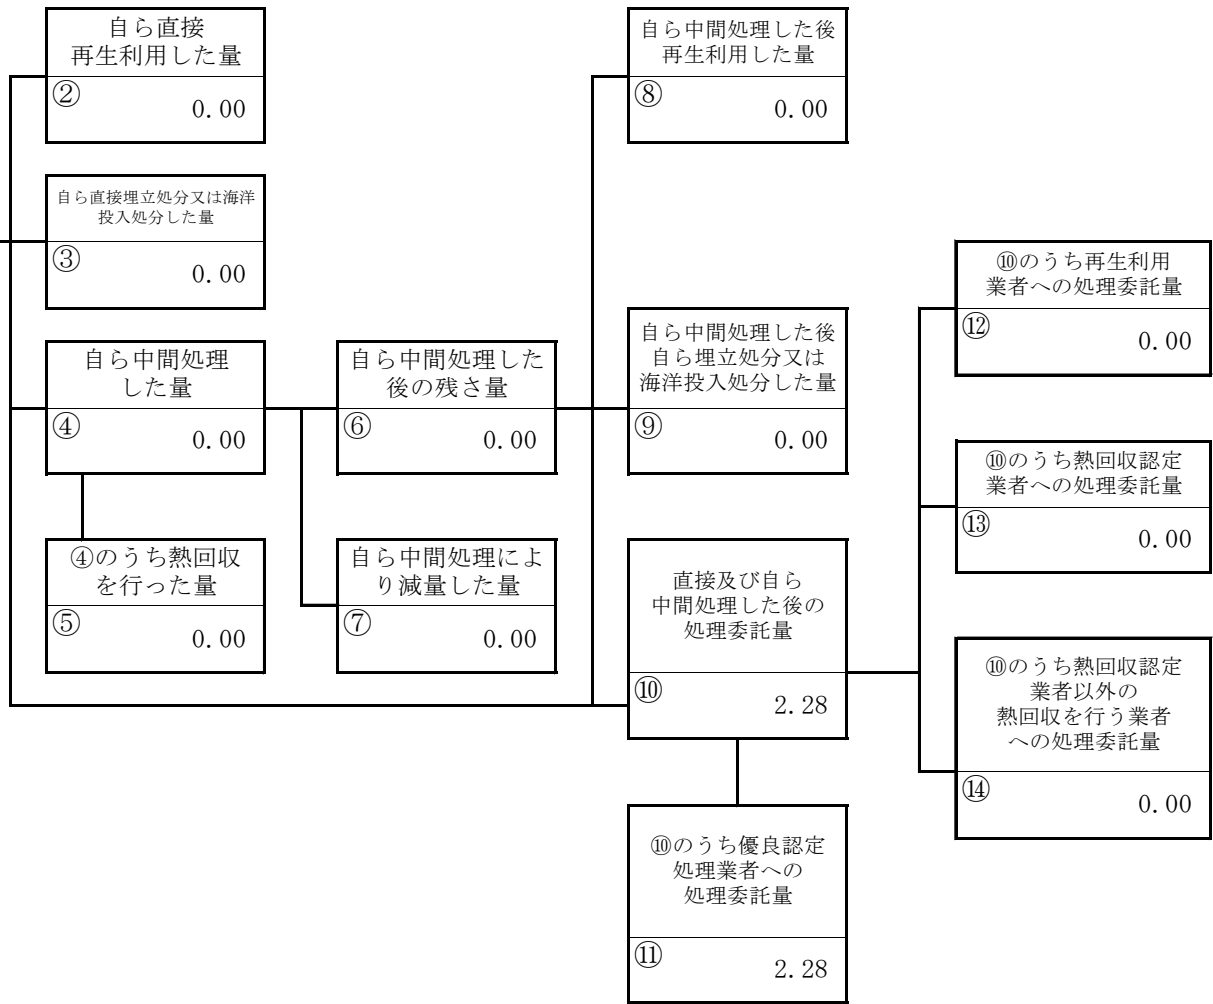 自ら直接
再生利用した量
②
0.00
自ら直接埋立処分又は海洋
投入処分した量
③
0.00
自ら中間処理
した量
④
0.00
④のうち熱回収
を行った量
⑤
0.00
自ら中間処理した
後の残さ量
⑥
0.00
自ら中間処理によ
り減量した量
⑦
0.00
自ら中間処理した後
再生利用した量
⑧
0.00
自ら中間処理した後
自ら埋立処分又は
海洋投入処分した量
⑨
0.00
直接及び自ら
中間処理した後の
処理委託量
⑩
2.28
⑩のうち優良認定
処理業者への
処理委託量
⑪
2.28
⑩のうち再生利用
業者への処理委託量
⑫
0.00
⑩のうち熱回収認定
業者への処理委託量
⑬
0.00
⑩のうち熱回収認定
業者以外の
熱回収を行う業者
への処理委託量
⑭
0.00